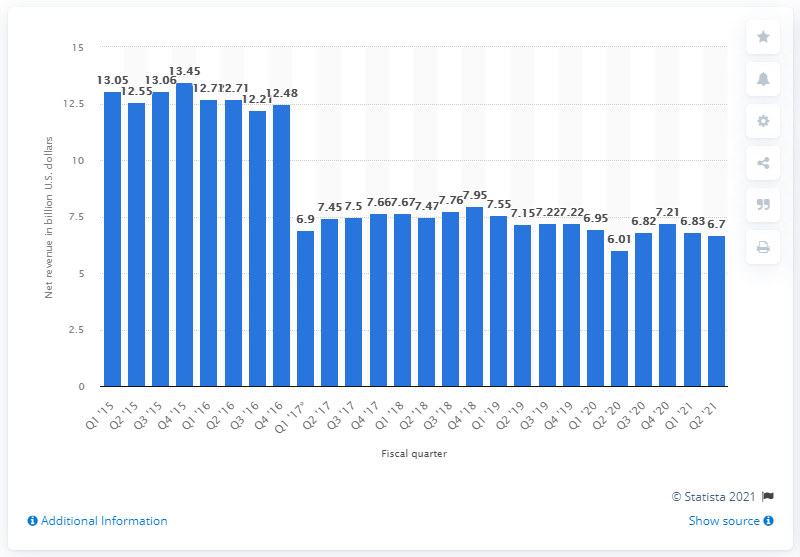 15
12.5
10
7.5
5
2.5
0
Net revenue in billion U.S. dollars
13.05
12.55
13.06
13.45
12.71
12.71
12.21
12.48
6.9
7.45
7.5
7.66
7.67
7.47
7.76
7.95
7.55
7.15
7.22
7.22
6.95
6.01
6.82
7.21
6.83
6.7
Q1 '15
Q2 '15
Q3 '15
Q4 '15
Q1 '16
Q2 '16
Q3 '16
Q4 '16
Q1 '17*
Q2 '17
Q3 '17
Q4 '17
Q1 '18
Q2 '18
Q3 '18
Q4 '18
Q1 '19
Q2 '19
Q3 '19
Q4 '19
Q1 '20
Q2 '20
Q3 '20
Q4 '20
Q1 '21
Q2 '21
Fiscal quarter
© Statista 2021
Additional Information
Show source